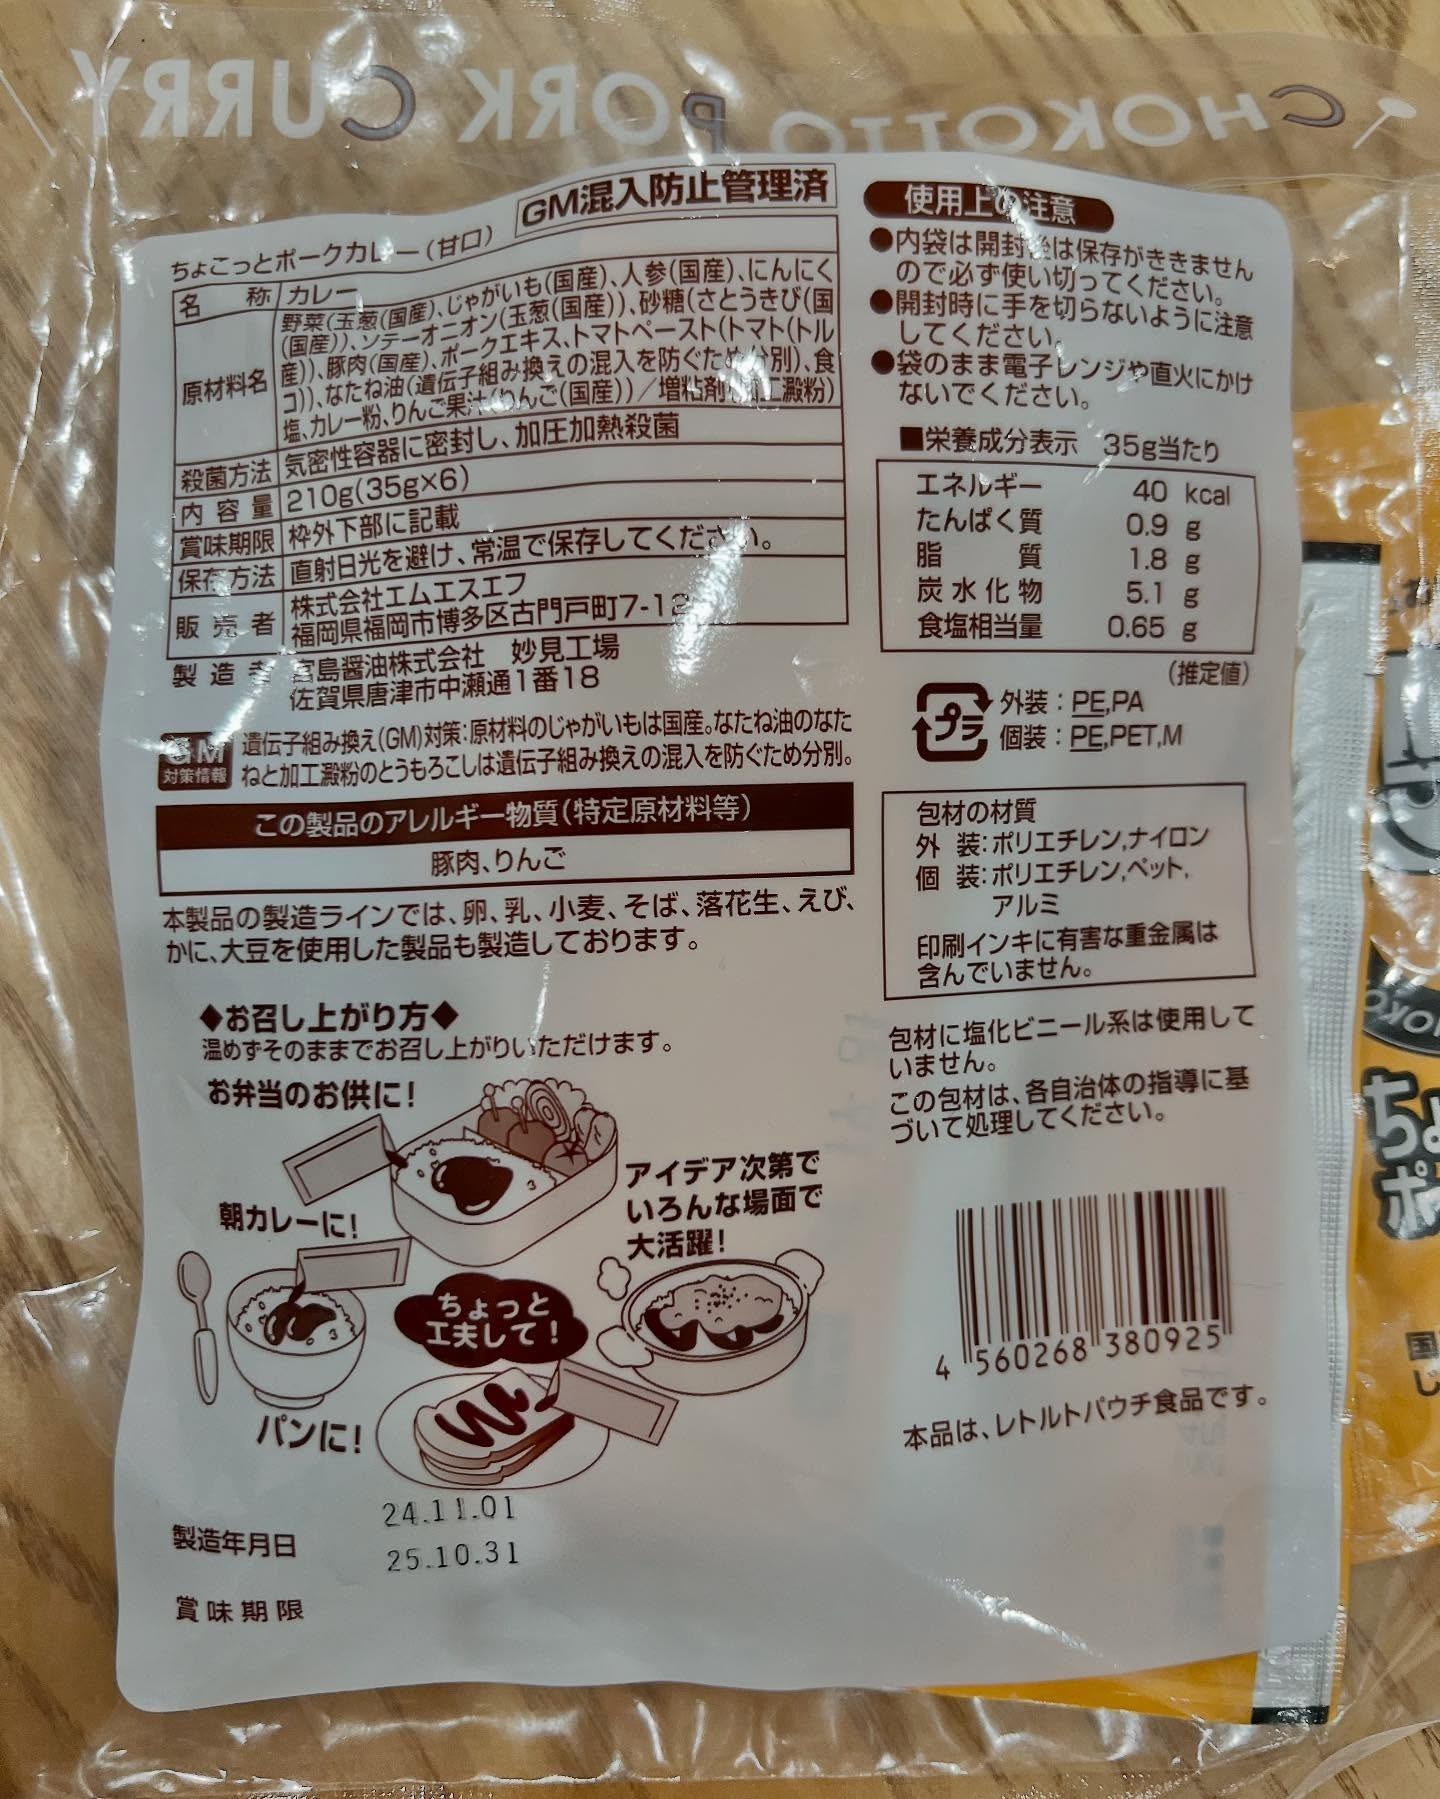 CHOKOTTO PORK CURRY
GM混入防止管理済
ちょこっとポークカレー(甘口)
名 称 カレー
原材料名
野菜(玉葱(国産)、じゃがいも(国産)、人参(国産)、にんにく
(国産))、ソテーオニオン(玉葱(国産))、砂糖(さとうきび(国
産))、豚肉(国産)、ポークエキス、トマトペースト(トマト(トル
コ))、なたね油(遺伝子組み換えの混入を防ぐため分別)、食
塩、カレー粉、りんご果汁(りんご(国産))/増粘剤(加工澱粉)
殺菌方法 気密性容器に密封し、加圧加熱殺菌
内容量 210g(35g×6)
賞味期限 枠外下部に記載
保存方法 直射日光を避け、常温で保存してください。
販売者 株式会社エムエスエフ
福岡県福岡市博多区古門戸町7-12
製造者 宮島醤油株式会社 妙見工場
佐賀県唐津市中瀬通1番18
GM
対策情報
遺伝子組み換え(GM)対策:原材料のじゃがいもは国産。なたね油のなた
ねと加工澱粉のとうもろこしは遺伝子組み換えの混入を防ぐため分別。
この製品のアレルギー物質(特定原材料等)
豚肉、りんご
本製品の製造ラインでは、卵、乳、小麦、そば、落花生、えび、
かに、大豆を使用した製品も製造しております。
◆お召し上がり方◆
温めずそのままでお召し上がりいただけます。
お弁当のお供に!
朝カレーに!
アイデア次第で
いろんな場面で
大活躍!
ちょっと
工夫して!
パンに!
24.11.01
製造年月日
25.10.31
賞味期限
使用上の注意
●内袋は開封後は保存がききません
ので必ず使い切ってください。
●開封時に手を切らないように注意
してください。
●袋のまま電子レンジや直火にかけ
ないでください。
■栄養成分表示 35g当たり
エネルギー 40 kcal
たんぱく質 0.9 g
脂質 1.8 g
炭水化物 5.1 g
食塩相当量 0.65 g
(推定値)
プラ
外装:PE,PA
個装:PE,PET,M
包材の材質
外 装:ポリエチレン,ナイロン
個 装:ポリエチレン,ペット,
アルミ
印刷インキに有害な重金属は
含んでいません。
包材に塩化ビニール系は使用して
いません。
この包材は、各自治体の指導に基
づいて処理してください。
4 560268 380925
本品は、レトルトパウチ食品です。
ちょ
ポ
国
じ